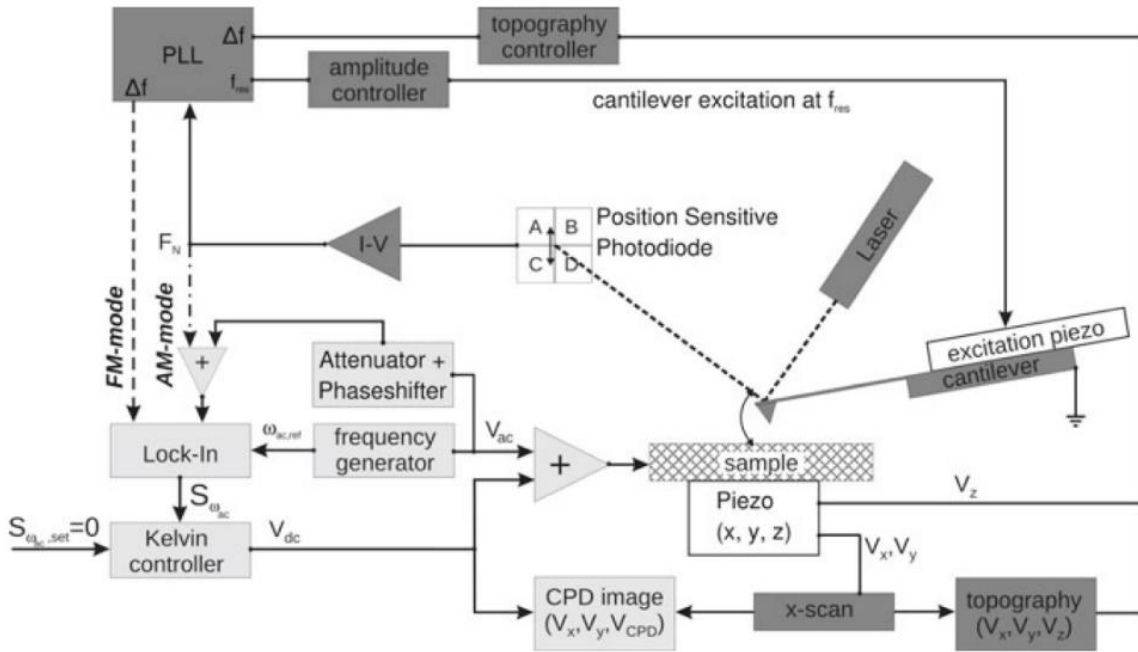 Δf
PLL
Δf
f_res
topography
controller
amplitude
controller
cantilever excitation at f_res
A
B
C
D
Position Sensitive
Photodiode
Laser
I-V
F_N
FM-mode
AM-mode
+
Attenuator +
Phaseshifter
excitation piezo
cantilever
Lock-In
ω_ac,ref
frequency
generator
V_ac
+
sample
S_ω_ac
Piezo
(x, y, z)
V_z
S_ω_ac,set=0
Kelvin
controller
V_dc
V_x,V_y
CPD image
(V_x,V_y,V_CPD)
x-scan
topography
(V_x,V_y,V_z)